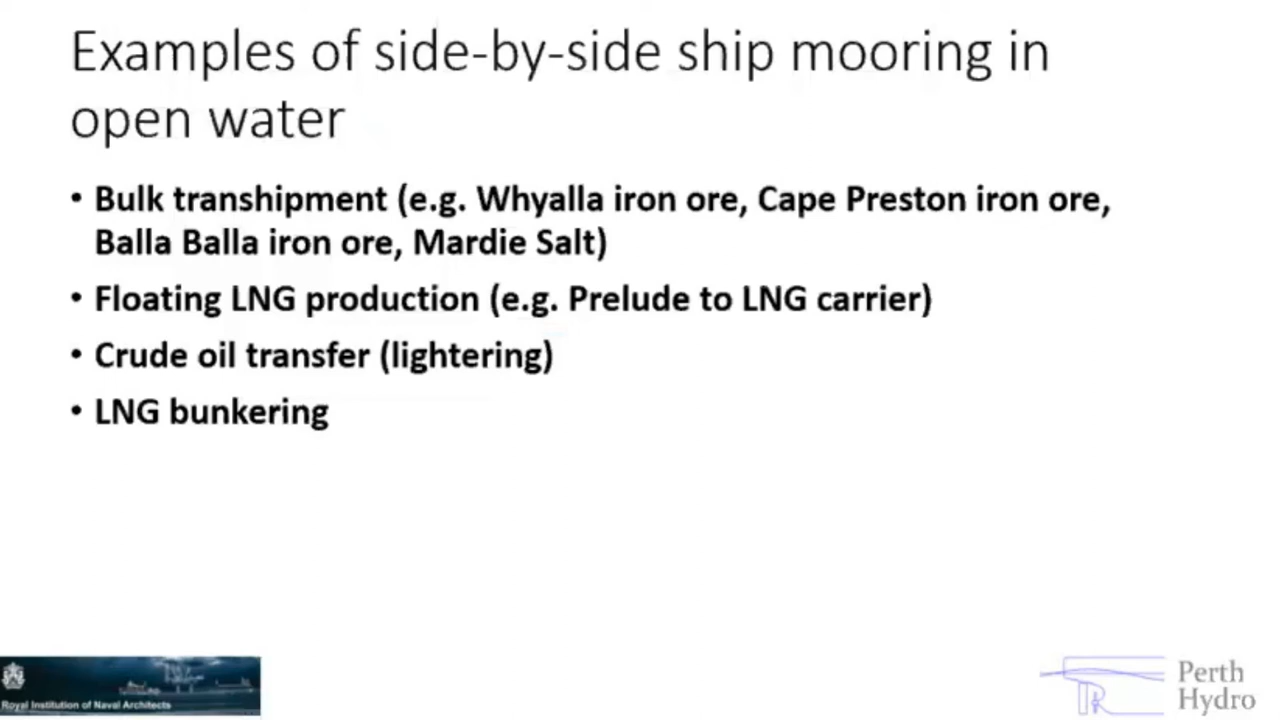 Examples of side-by-side ship mooring in
open water
• Bulk transhipment (e.g. Whyalla iron ore, Cape Preston iron ore,
Balla Balla iron ore, Mardie Salt)
• Floating LNG production (e.g. Prelude to LNG carrier)
• Crude oil transfer (lightering)
• LNG bunkering
Royal Institution of Naval Architects
Perth
Hydro